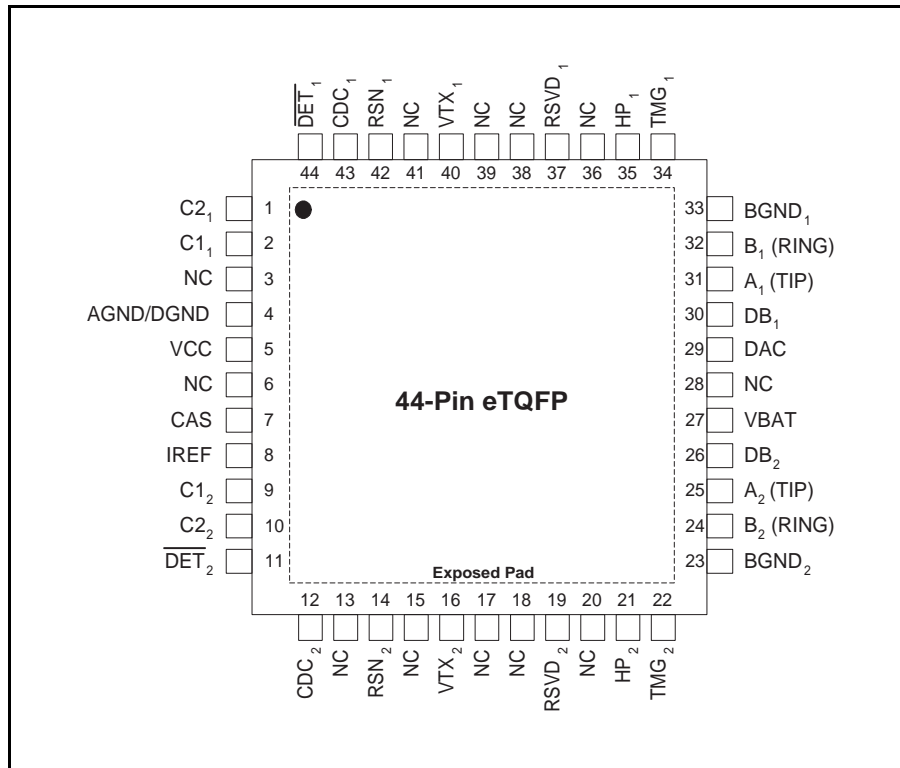 D̅E̅T̅₁ CDC₁ RSN₁ NC VTX₁ NC NC RSVD₁ NC HP₁ TMG₁
44 43 42 41 40 39 38 37 36 35 34
C2₁ 1
C1₁ 2
NC 3
AGND/DGND 4
VCC 5
NC 6
CAS 7
IREF 8
C1₂ 9
C2₂ 10
D̅E̅T̅₂ 11
44-Pin eTQFP
33 BGND₁
32 B₁ (RING)
31 A₁ (TIP)
30 DB₁
29 DAC
28 NC
27 VBAT
26 DB₂
25 A₂ (TIP)
24 B₂ (RING)
23 BGND₂
Exposed Pad
12 13 14 15 16 17 18 19 20 21 22
CDC₂ NC RSN₂ NC VTX₂ NC NC RSVD₂ NC HP₂ TMG₂